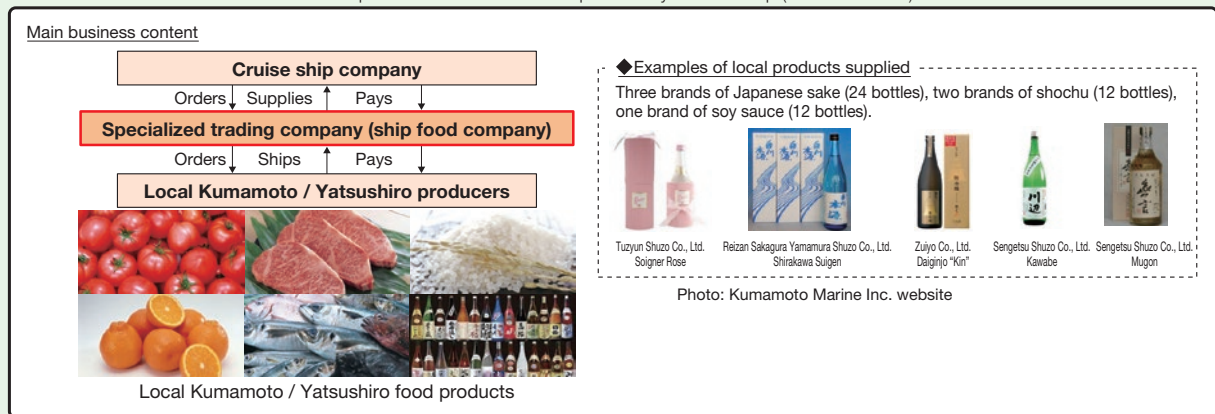 Main business content
Cruise ship company
Orders Supplies Pays
Specialized trading company (ship food company)
Orders Ships Pays
Local Kumamoto / Yatsushiro producers
Local Kumamoto / Yatsushiro food products
◆Examples of local products supplied
Three brands of Japanese sake (24 bottles), two brands of shochu (12 bottles),
one brand of soy sauce (12 bottles).
Tuzyun Shuzo Co., Ltd.
Soigner Rose
Reizan Sakagura Yamamura Shuzo Co., Ltd.
Shirakawa Suigen
Zuiyo Co., Ltd.
Daiginjo “Kin”
Sengetsu Shuzo Co., Ltd.
Kawabe
Sengetsu Shuzo Co., Ltd.
Mugon
川辺
Photo: Kumamoto Marine Inc. website